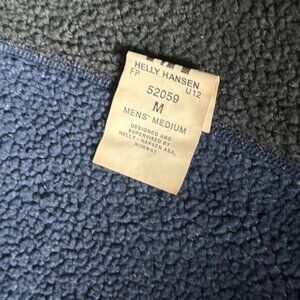 HELLY HANSEN
FP U12
52059
M
MENS' MEDIUM
DESIGNED AND
SUPERVISED BY
HELLY-HANSEN ASA,
NORWAY